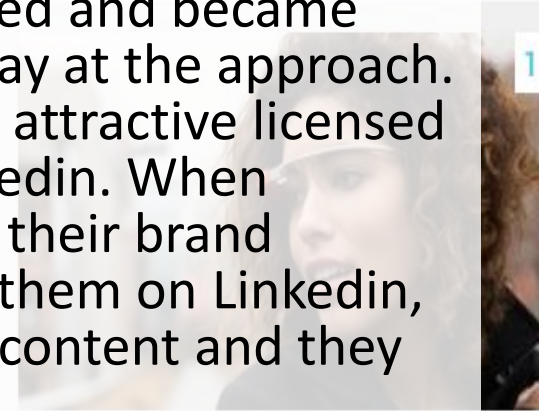 ed and became
ay at the approach.
attractive licensed
edin. When
their brand
them on Linkedin,
content and they
1